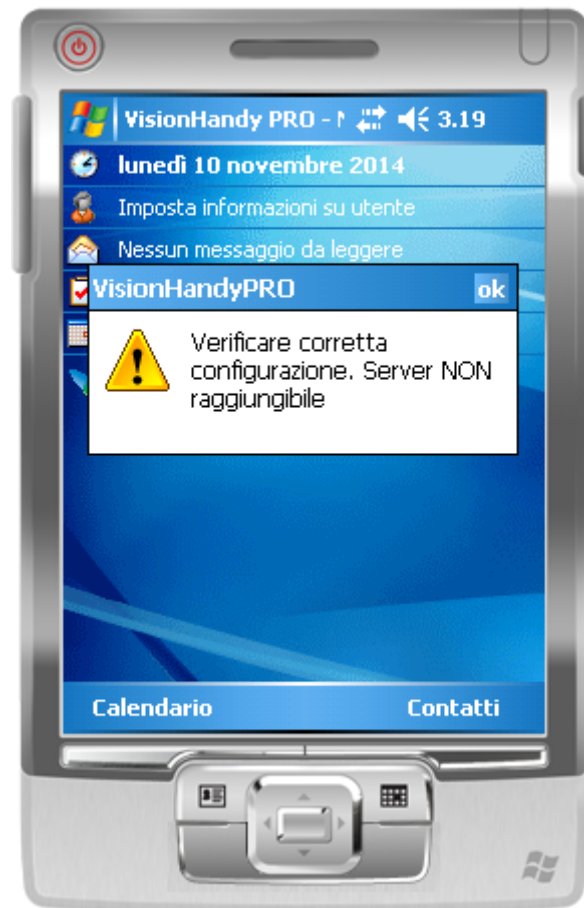 VisionHandy PRO - 3.19
lunedì 10 novembre 2014
Imposta informazioni su utente
Nessun messaggio da leggere
VisionHandyPRO ok
Verificare corretta
configurazione. Server NON
raggiungibile
Calendario Contatti